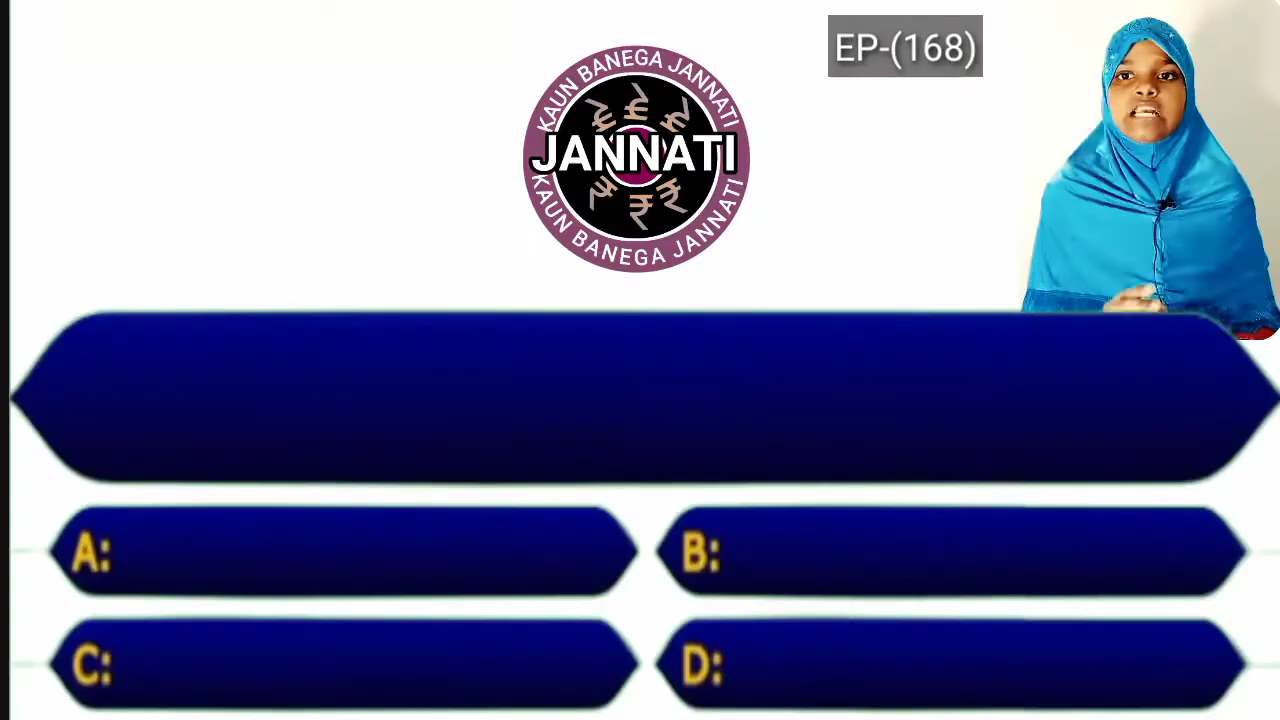 EP-(168)
KAUN BANEGA JANNATI
JANNATI
KAUN BANEGA JANNATI
A:
B:
C:
D: